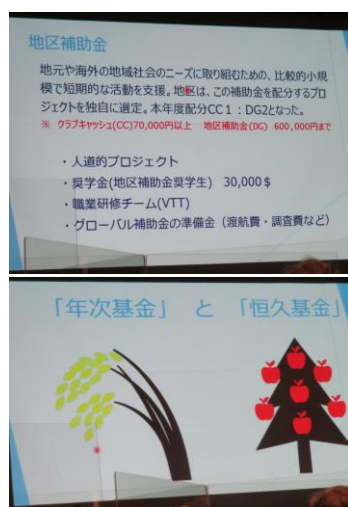 地区補助金
地元や海外の地域社会のニーズに取り組むための、比較的小規
模で短期的な活動を支援。地区は、この補助金を配分するプロ
ジェクトを独自に選定。本年度配分CC１：DG2となった。
※ クラブキャッシュ(CC)70,000円以上 地区補助金(DG) 600,000円まで
・人道的プロジェクト
・奨学金(地区補助金奨学生) 30,000＄
・職業研修チーム(VTT)
・グローバル補助金の準備金（渡航費・調査費など）
「年次基金」 と 「恒久基金」